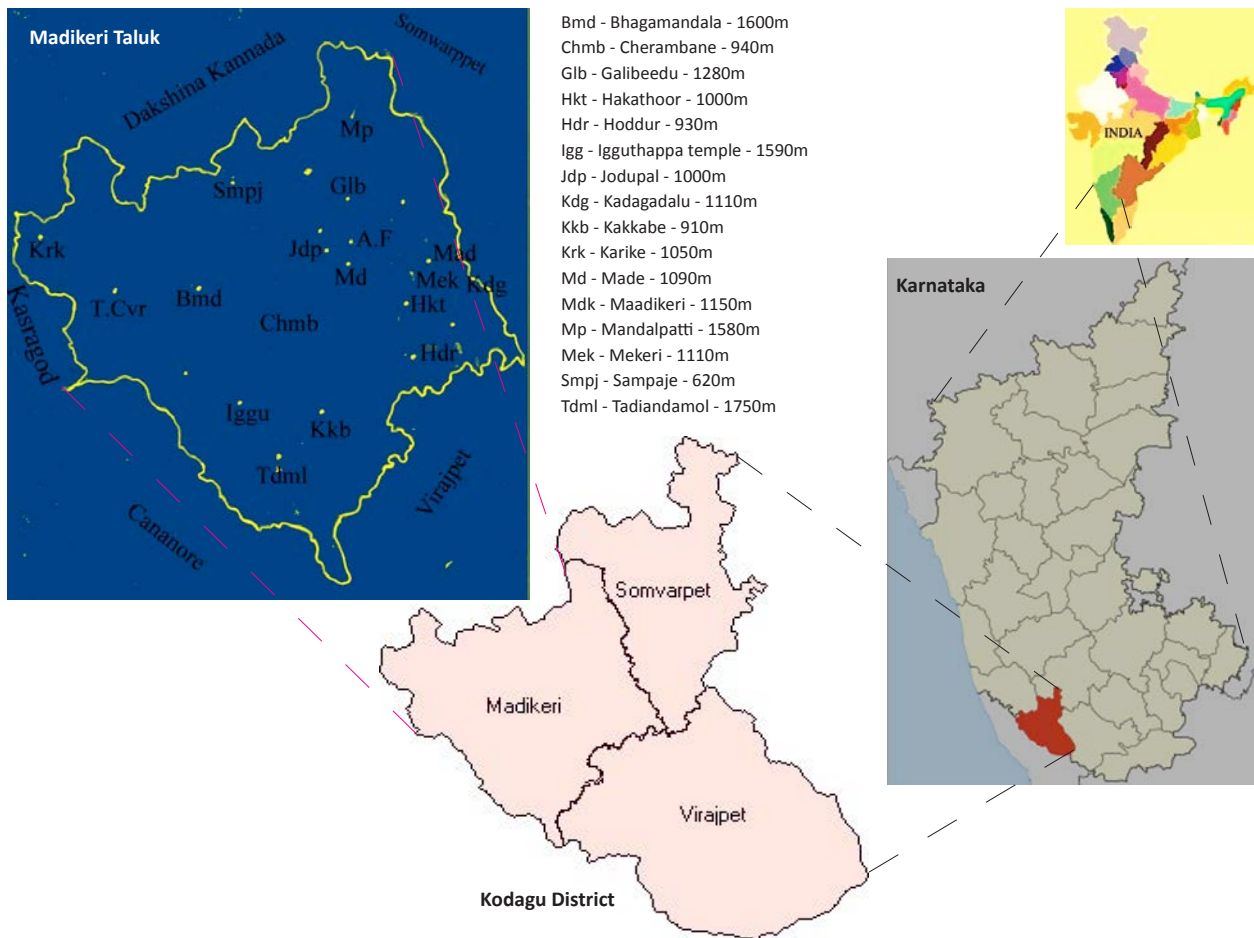 Madikeri Taluk
Dakshina Kannada
Somwarppet
Mp
Smpj
Glb
Krk
Jdp
A.F
Mad
Md
Mek
Kdg
T.Cvr
Bmd
Hkt
Chmb
Kasragod
Hdr
Iggu
Kkb
Tdml
Virajpet
Cananore
Bmd - Bhagamandala - 1600m
Chmb - Cherambane - 940m
Glb - Galibeedu - 1280m
Hkt - Hakathoor - 1000m
Hdr - Hoddur - 930m
Igg - Igguthappa temple - 1590m
Jdp - Jodupal - 1000m
Kdg - Kadagadalu - 1110m
Kkb - Kakkabe - 910m
Krk - Karike - 1050m
Md - Made - 1090m
Mdk - Maadikeri - 1150m
Mp - Mandalpatti - 1580m
Mek - Mekeri - 1110m
Smpj - Sampaje - 620m
Tdml - Tadiandamol - 1750m
INDIA
Karnataka
Somvarpet
Madikeri
Virajpet
Kodagu District